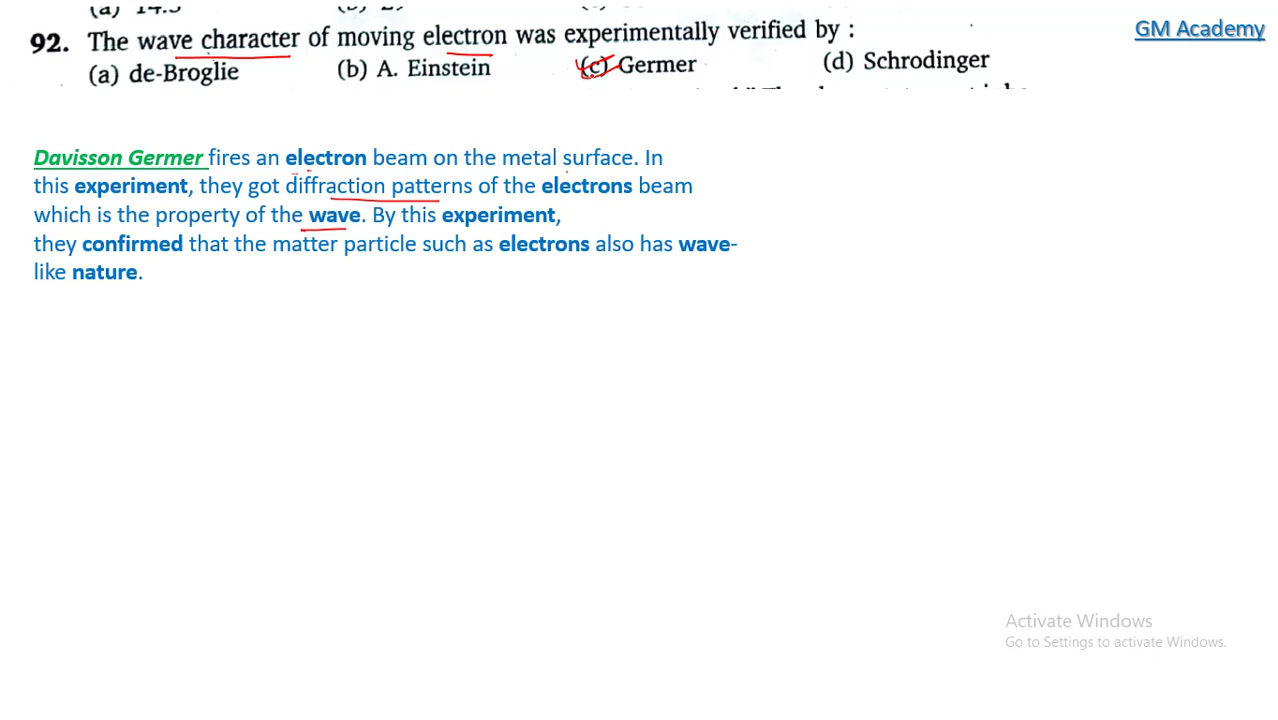 GM Academy
92. The wave character of moving electron was experimentally verified by :
(a) de-Broglie (b) A. Einstein (c) Germer (d) Schrodinger
Davisson Germer fires an electron beam on the metal surface. In
this experiment, they got diffraction patterns of the electrons beam
which is the property of the wave. By this experiment,
they confirmed that the matter particle such as electrons also has wave-
like nature.
Activate Windows
Go to Settings to activate Windows.